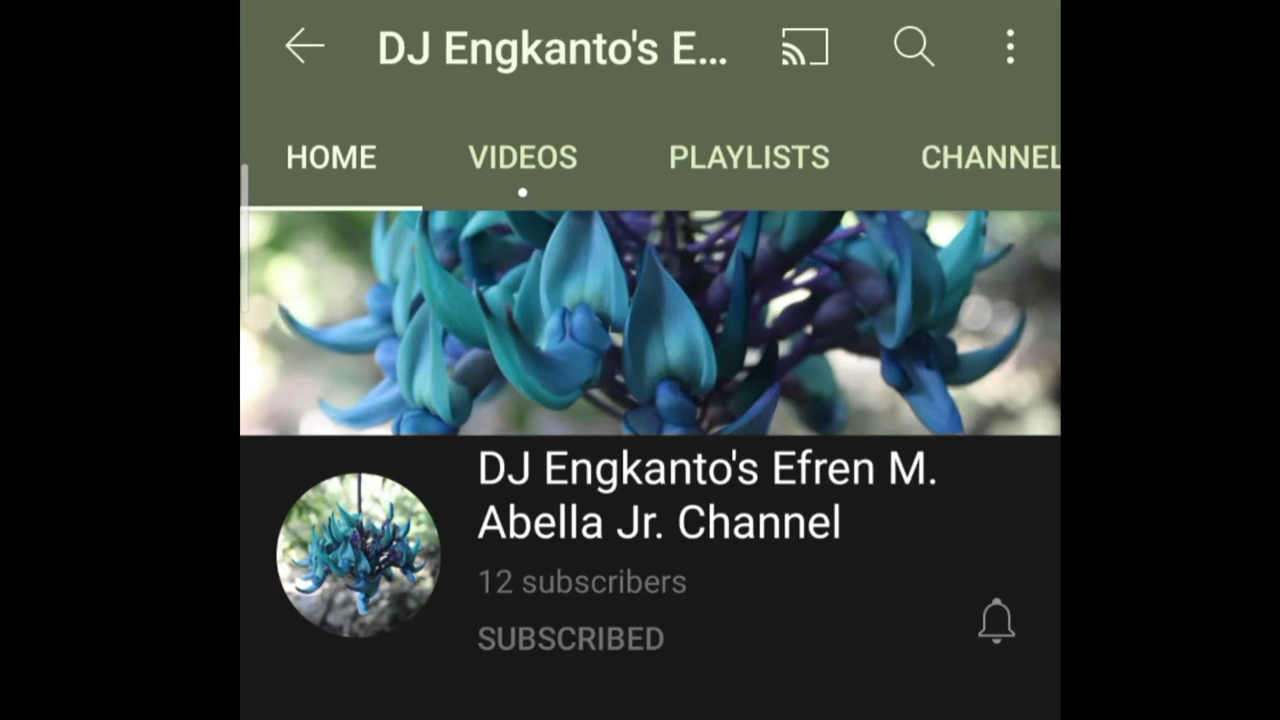 DJ Engkanto's E...
HOME VIDEOS PLAYLISTS CHANNEL
DJ Engkanto's Efren M.
Abella Jr. Channel
12 subscribers
SUBSCRIBED